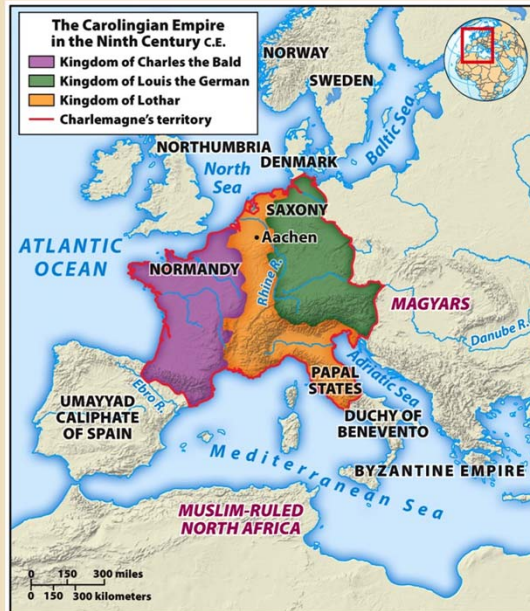 The Carolingian Empire
in the Ninth Century C.E.
Kingdom of Charles the Bald
Kingdom of Louis the German
Kingdom of Lothar
Charlemagne's territory
NORWAY
SWEDEN
Baltic Sea
NORTHUMBRIA
North
Sea
DENMARK
SAXONY
Aachen
ATLANTIC
OCEAN
NORMANDY
Rhine R.
MAGYARS
Danube R.
PAPAL
STATES
Adriatic Sea
Ebro R.
UMAYYAD
CALIPHATE
OF SPAIN
DUCHY OF
BENEVENTO
BYZANTINE EMPIRE
Mediterranean Sea
MUSLIM-RULED
NORTH AFRICA
0 150 300 miles
0 150 300 kilometers